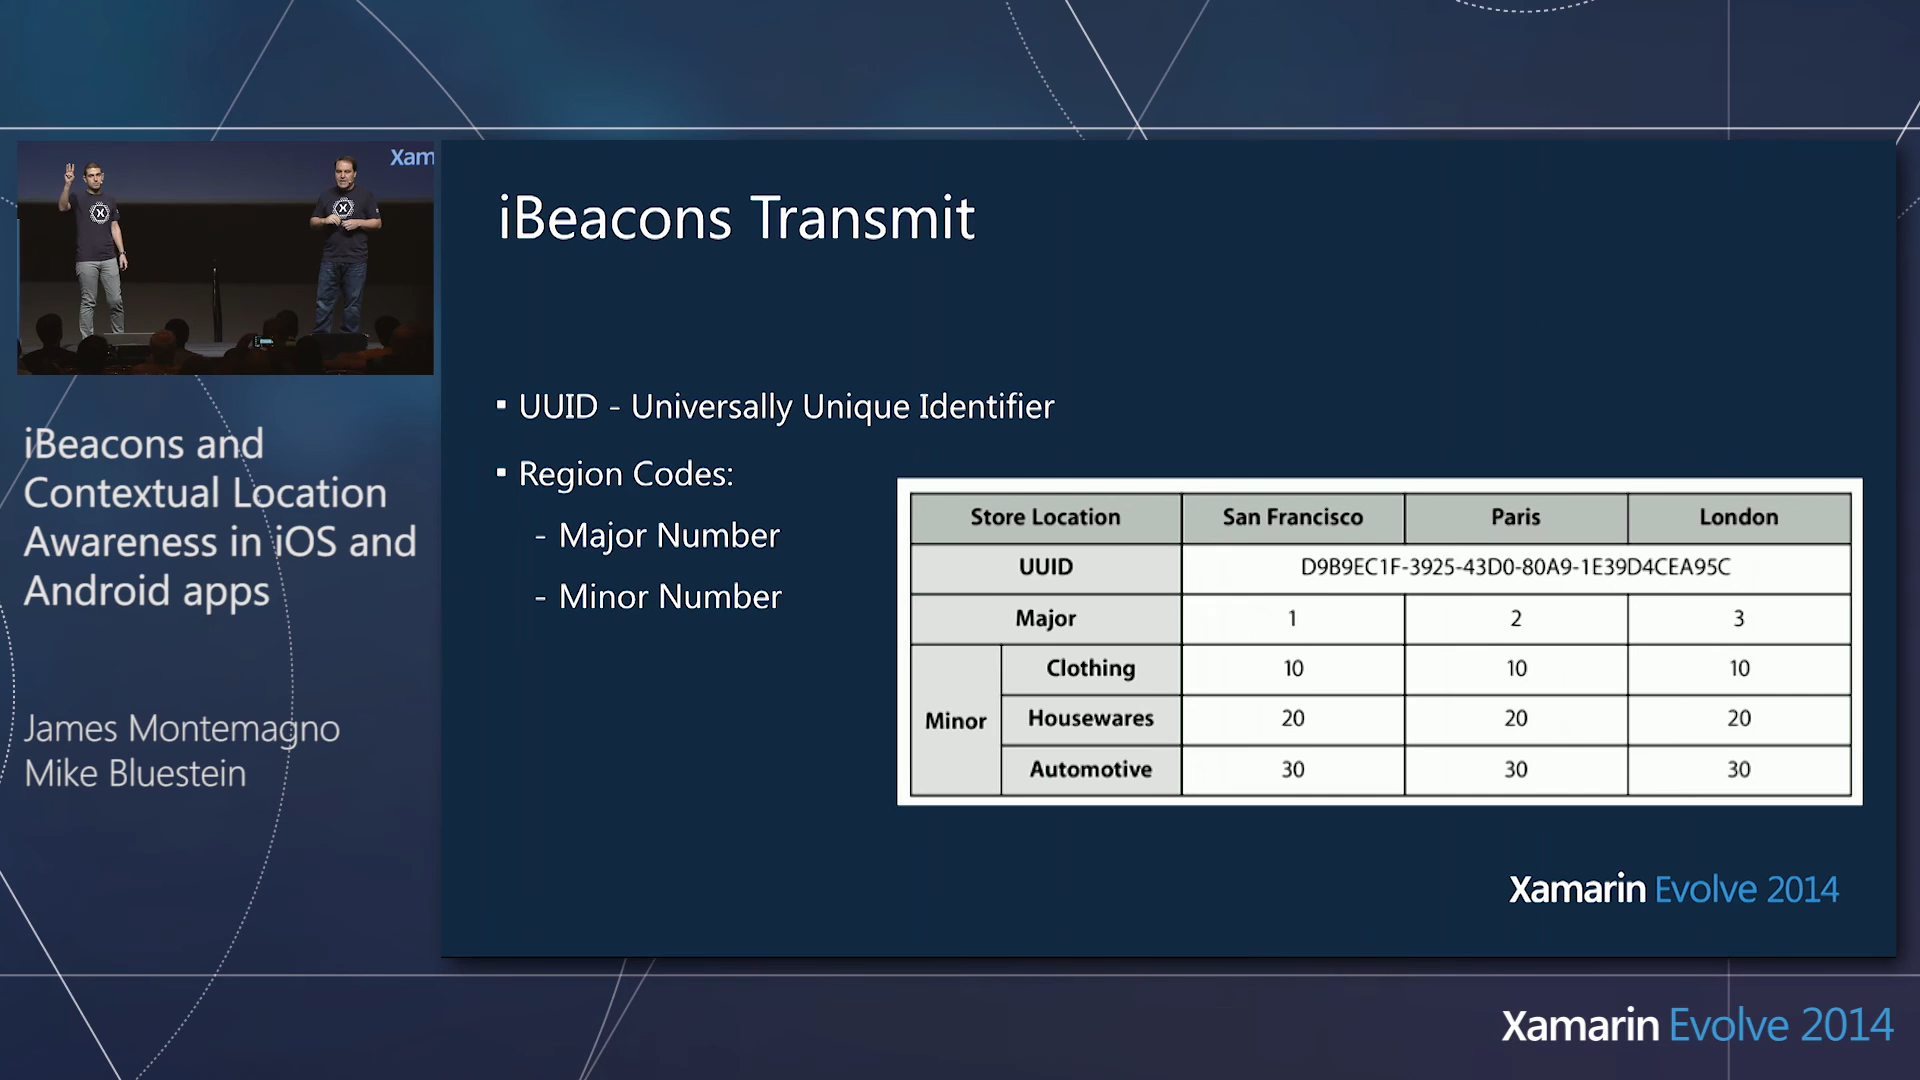 Xam
iBeacons and
Contextual Location
Awareness in iOS and
Android apps
James Montemagno
Mike Bluestein
iBeacons Transmit
▪ UUID - Universally Unique Identifier
▪ Region Codes:
- Major Number
- Minor Number
Store Location San Francisco Paris London
UUID D9B9EC1F-3925-43D0-80A9-1E39D4CEA95C
Major 1 2 3
Minor
Clothing 10 10 10
Housewares 20 20 20
Automotive 30 30 30
Xamarin Evolve 2014
Xamarin Evolve 2014